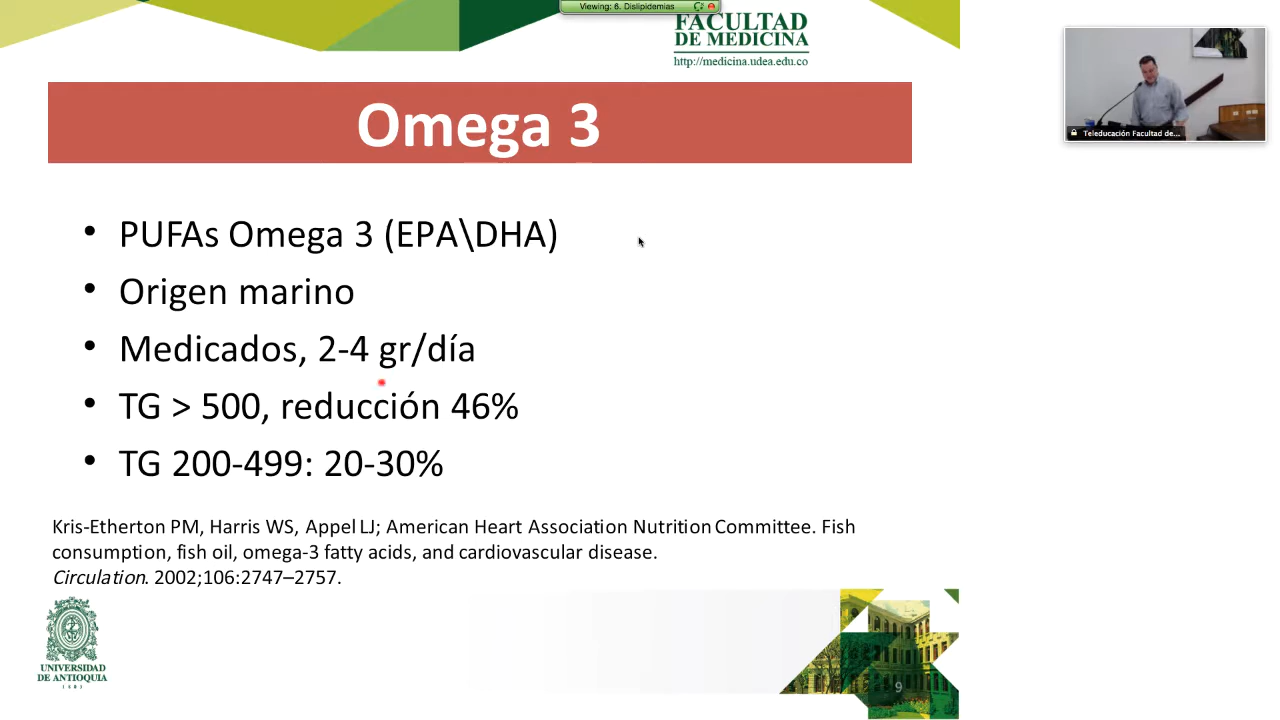 Viewing: 6. Dislipidemias
FACULTAD
DE MEDICINA
http://medicina.udea.edu.co
Teleducación Facultad de...
Omega 3
• PUFAs Omega 3 (EPA\DHA)
• Origen marino
• Medicados, 2-4 gr/día
• TG > 500, reducción 46%
• TG 200-499: 20-30%
Kris-Etherton PM, Harris WS, Appel LJ; American Heart Association Nutrition Committee. Fish
consumption, fish oil, omega-3 fatty acids, and cardiovascular disease.
Circulation. 2002;106:2747–2757.
UNIVERSIDAD
DE ANTIOQUIA
1803
9